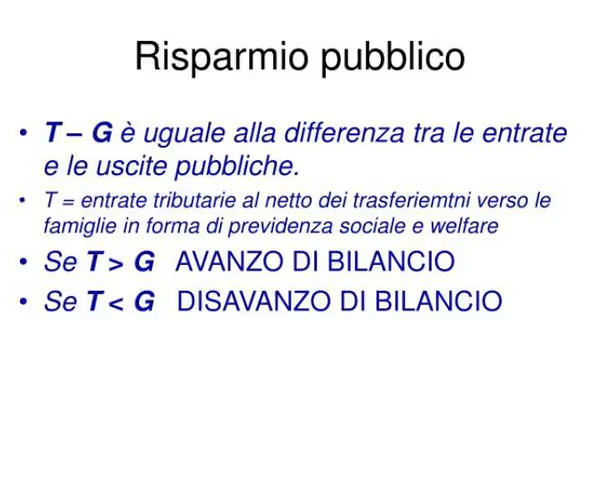 Risparmio pubblico
• T – G è uguale alla differenza tra le entrate
e le uscite pubbliche.
• T = entrate tributarie al netto dei trasferiemtni verso le
famiglie in forma di previdenza sociale e welfare
• Se T > G AVANZO DI BILANCIO
• Se T < G DISAVANZO DI BILANCIO